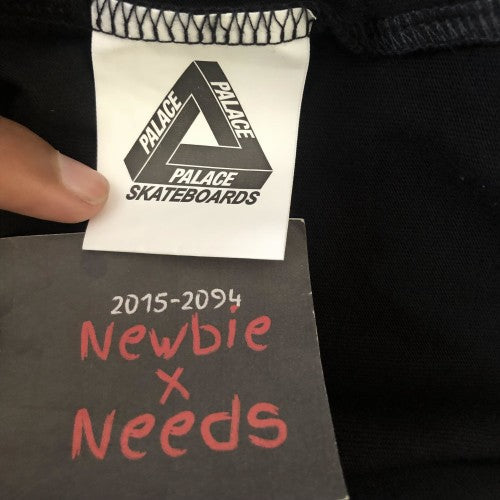 PALACE
PALACE
PALACE
SKATEBOARDS
2015-2094
Newbie
x
Needs